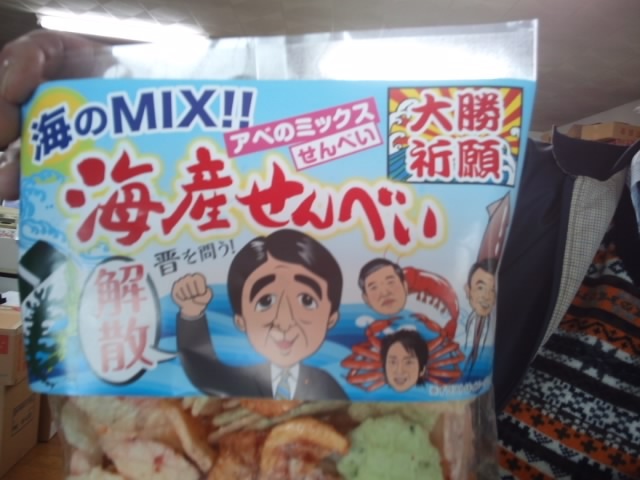 海のMIX!!
アベのミックス
せんべい
大勝
祈願
海産せんべい
晋を問う!
解散